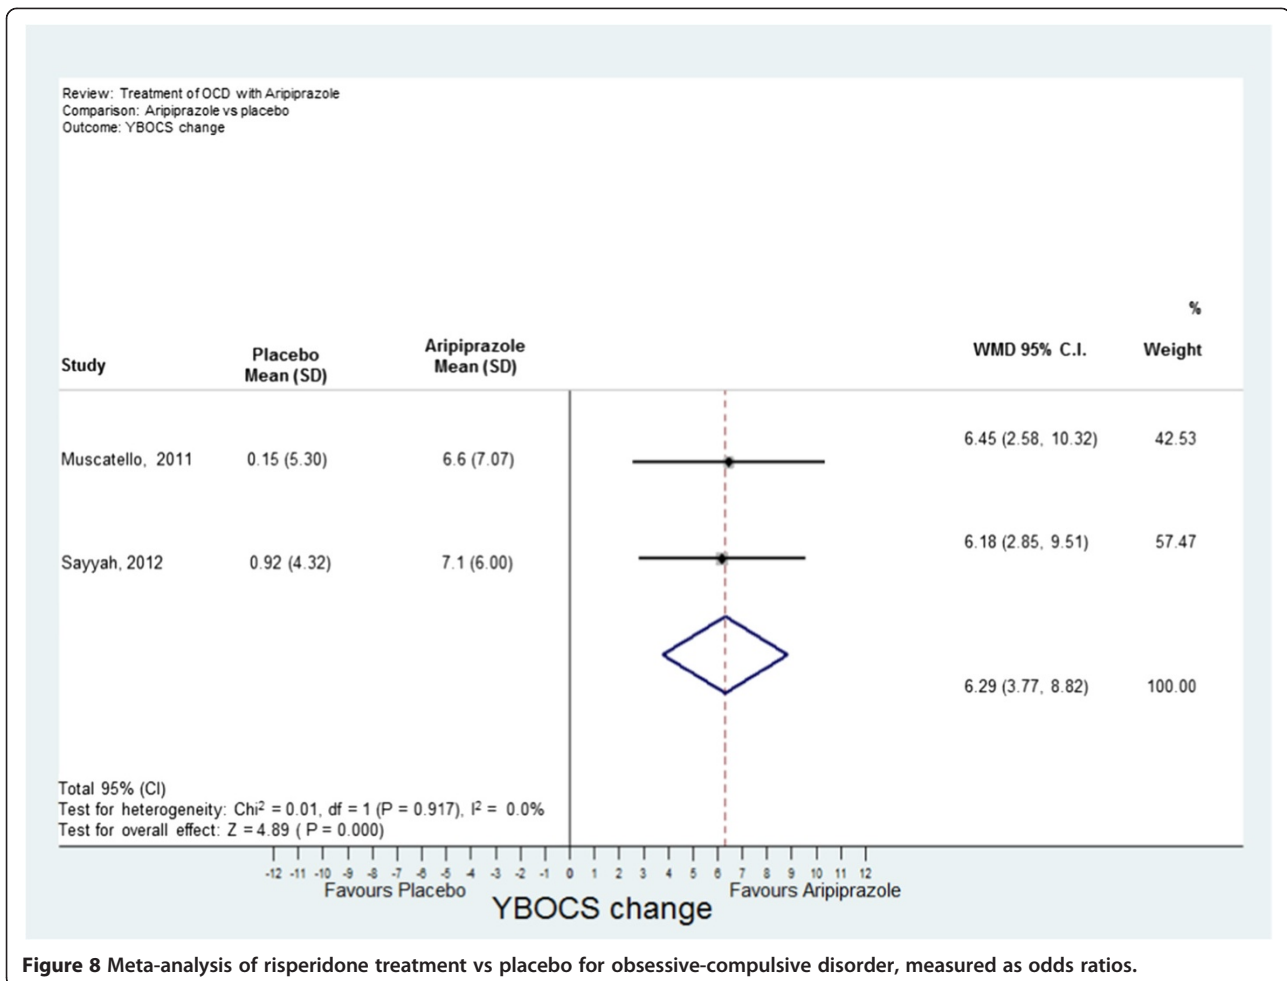 Review: Treatment of OCD with Aripiprazole
Comparison: Aripiprazole vs placebo
Outcome: YBOCS change
%
Study Placebo Mean (SD) Aripiprazole Mean (SD) WMD 95% C.I. Weight
Muscatello, 2011 0.15 (5.30) 6.6 (7.07) 6.45 (2.58, 10.32) 42.53
Sayyah, 2012 0.92 (4.32) 7.1 (6.00) 6.18 (2.85, 9.51) 57.47
6.29 (3.77, 8.82) 100.00
Total 95% (CI)
Test for heterogeneity: Chi² = 0.01, df = 1 (P = 0.917), I² = 0.0%
Test for overall effect: Z = 4.89 ( P = 0.000)
-12 -11 -10 -9 -8 -7 -6 -5 -4 -3 -2 -1 0 1 2 3 4 5 6 7 8 9 10 11 12
Favours Placebo Favours Aripiprazole
YBOCS change
Figure 8 Meta-analysis of risperidone treatment vs placebo for obsessive-compulsive disorder, measured as odds ratios.